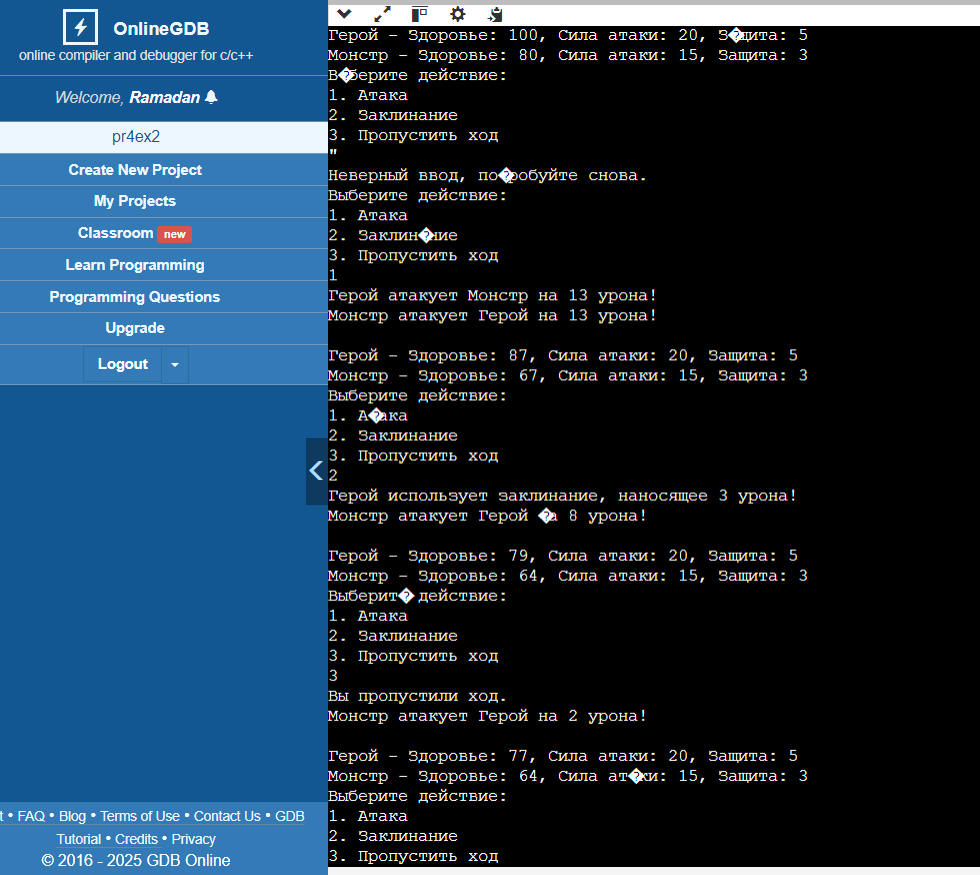 OnlineGDB
online compiler and debugger for c/c++
Welcome, Ramadan
pr4ex2
Create New Project
My Projects
Classroom new
Learn Programming
Programming Questions
Upgrade
Logout
t • FAQ • Blog • Terms of Use • Contact Us • GDB
Tutorial • Credits • Privacy
© 2016 - 2025 GDB Online
Герой - Здоровье: 100, Сила атаки: 20, З�щита: 5
Монстр - Здоровье: 80, Сила атаки: 15, Защита: 3
В�берите действие:
1. Атака
2. Заклинание
3. Пропустить ход
"
Неверный ввод, по�робуйте снова.
Выберите действие:
1. Атака
2. Заклин�ние
3. Пропустить ход
1
Герой атакует Монстр на 13 урона!
Монстр атакует Герой на 13 урона!
Герой - Здоровье: 87, Сила атаки: 20, Защита: 5
Монстр - Здоровье: 67, Сила атаки: 15, Защита: 3
Выберите действие:
1. А�ака
2. Заклинание
3. Пропустить ход
2
Герой использует заклинание, наносящее 3 урона!
Монстр атакует Герой �а 8 урона!
Герой - Здоровье: 79, Сила атаки: 20, Защита: 5
Монстр - Здоровье: 64, Сила атаки: 15, Защита: 3
Выберит� действие:
1. Атака
2. Заклинание
3. Пропустить ход
3
Вы пропустили ход.
Монстр атакует Герой на 2 урона!
Герой - Здоровье: 77, Сила атаки: 20, Защита: 5
Монстр - Здоровье: 64, Сила ат�ки: 15, Защита: 3
Выберите действие:
1. Атака
2. Заклинание
3. Пропустить ход